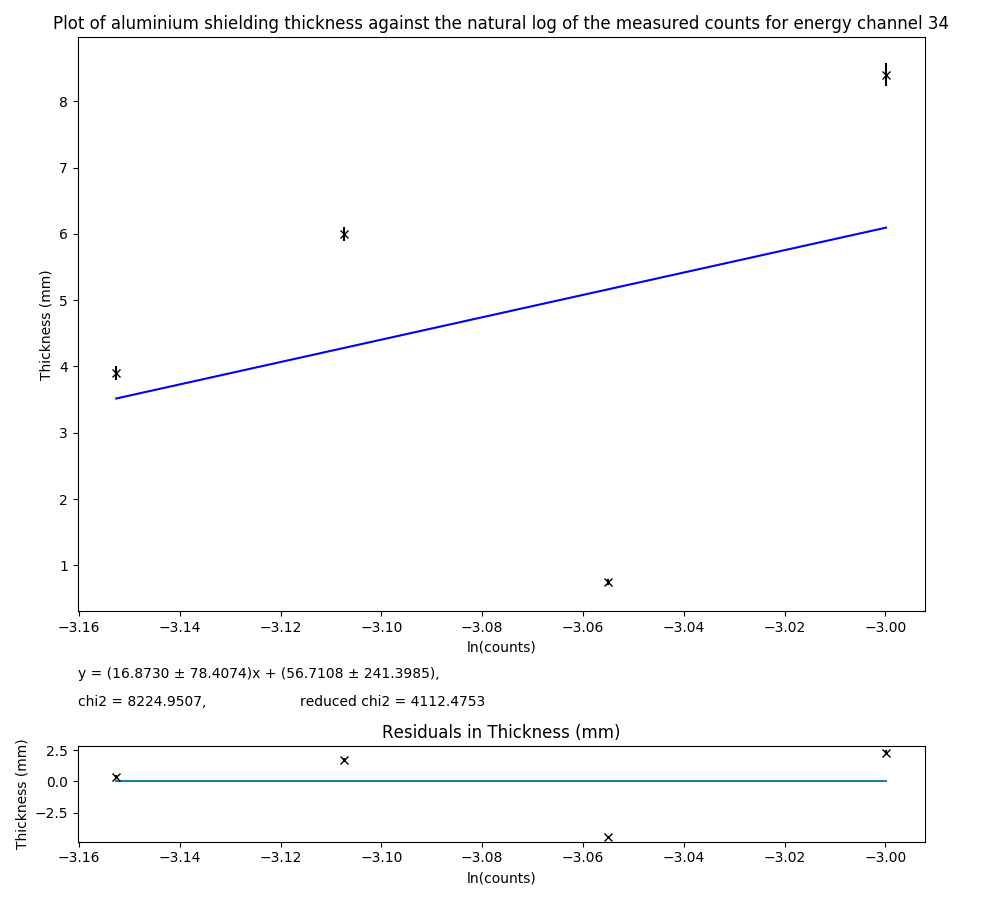 Plot of aluminium shielding thickness against the natural log of the measured counts for energy channel 34
8
7
6
5
4
3
2
1
Thickness (mm)
−3.16 −3.14 −3.12 −3.10 −3.08 −3.06 −3.04 −3.02 −3.00
ln(counts)
y = (16.8730 ± 78.4074)x + (56.7108 ± 241.3985),
chi2 = 8224.9507, reduced chi2 = 4112.4753
Residuals in Thickness (mm)
2.5
0.0
−2.5
Thickness (mm)
−3.16 −3.14 −3.12 −3.10 −3.08 −3.06 −3.04 −3.02 −3.00
ln(counts)